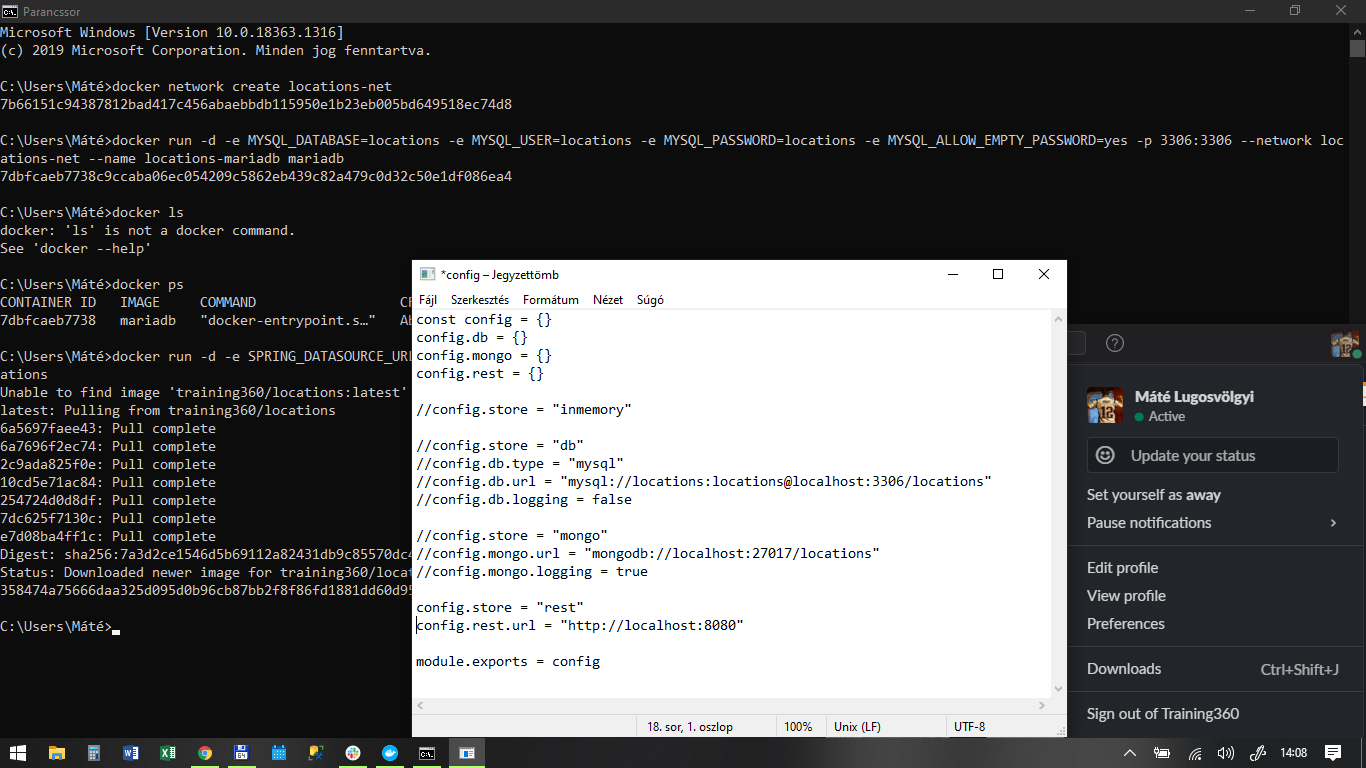 Parancssor
Microsoft Windows [Version 10.0.18363.1316]
(c) 2019 Microsoft Corporation. Minden jog fenntartva.
C:\Users\Máté>docker network create locations-net
7b66151c94387812bad417c456abaebbdb115950e1b23eb005bd649518ec74d8
C:\Users\Máté>docker run -d -e MYSQL_DATABASE=locations -e MYSQL_USER=locations -e MYSQL_PASSWORD=locations -e MYSQL_ALLOW_EMPTY_PASSWORD=yes -p 3306:3306 --network loc
ations-net --name locations-mariadb mariadb
7dbfcaeb7738c9ccaba06ec054209c5862eb439c82a479c0d32c50e1df086ea4
C:\Users\Máté>docker ls
docker: 'ls' is not a docker command.
See 'docker --help'
C:\Users\Máté>docker ps
CONTAINER ID IMAGE COMMAND
7dbfcaeb7738 mariadb "docker-entrypoint.s…"
C:\Users\Máté>docker run -d -e SPRING_DATASOURCE_URL
ations
Unable to find image 'training360/locations:latest'
latest: Pulling from training360/locations
6a5697faee43: Pull complete
6a7696f2ec74: Pull complete
2c9ada825f0e: Pull complete
10cd5e71ac84: Pull complete
254724d0d8df: Pull complete
7dc625f7130c: Pull complete
e7d08ba4ff1c: Pull complete
Digest: sha256:7a3d2ce1546d5b69112a82431db9c85570dc4
Status: Downloaded newer image for training360/locat
358474a75666daa325d095d0b96cb87bb2f8f86fd1881dd60d95
C:\Users\Máté>
*config – Jegyzettömb
Fájl Szerkesztés Formátum Nézet Súgó
const config = {}
config.db = {}
config.mongo = {}
config.rest = {}
//config.store = "inmemory"
//config.store = "db"
//config.db.type = "mysql"
//config.db.url = "mysql://locations:locations@localhost:3306/locations"
//config.db.logging = false
//config.store = "mongo"
//config.mongo.url = "mongodb://localhost:27017/locations"
//config.mongo.logging = true
config.store = "rest"
config.rest.url = "http://localhost:8080"
module.exports = config
18. sor, 1. oszlop 100% Unix (LF) UTF-8
Máté Lugosvölgyi
Active
Update your status
Set yourself as away
Pause notifications
Edit profile
View profile
Preferences
Downloads Ctrl+Shift+J
Sign out of Training360
14:08